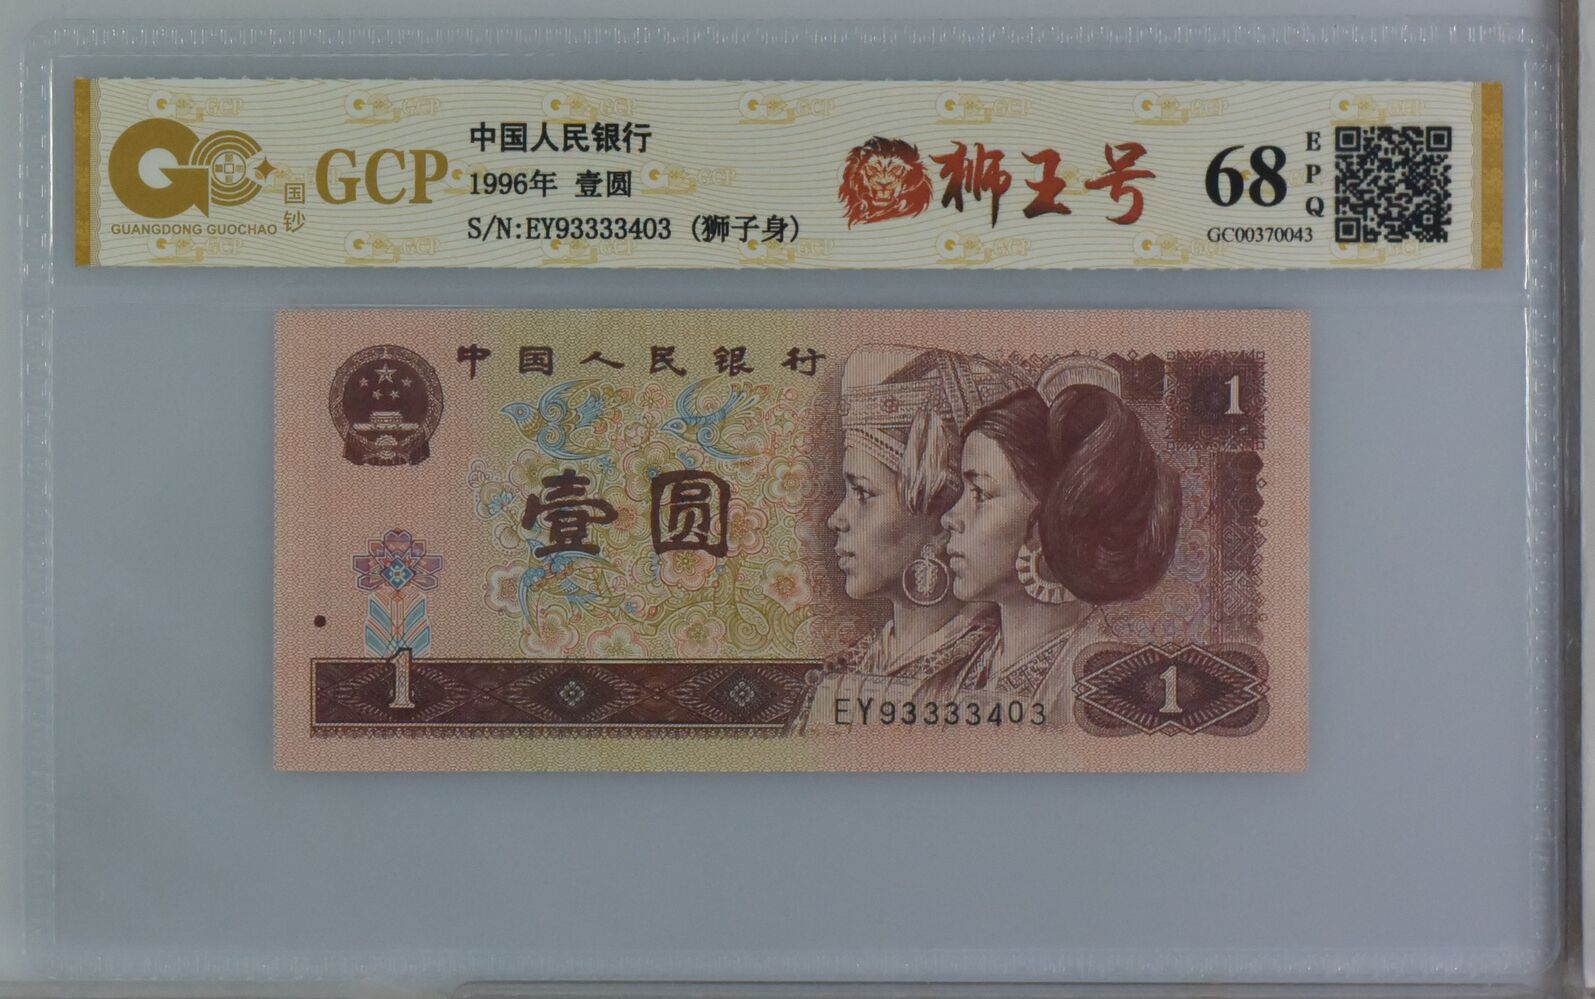 GCP
GUANGDONG GUOCHAO
国钞
中国人民银行
1996年 壹圆
S/N:EY93333403 (狮子身)
狮王号
68
EPQ
GC00370043
中国人民银行
1
壹圆
1
EY93333403
1